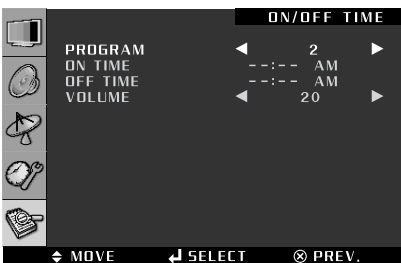 ON/OFF TIME
PROGRAM ◀ 2 ▶
ON TIME --:-- AM
OFF TIME --:-- AM
VOLUME ◀ 20 ▶
MOVE SELECT PREV.